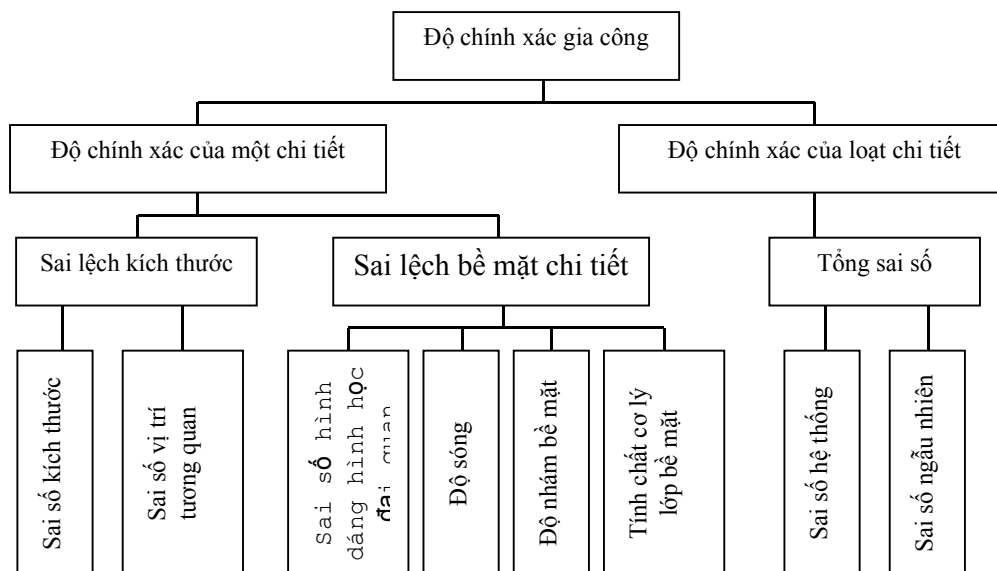 Độ chính xác gia công
Độ chính xác của một chi tiết
Độ chính xác của loạt chi tiết
Sai lệch kích thước
Sai lệch bề mặt chi tiết
Tổng sai số
Sai số kích thước
Sai số vị trí
tương quan
Sai số hình
dáng hình học
đại quan
Độ sóng
Độ nhám bề mặt
Tính chất cơ lý
lớp bề mặt
Sai số hệ thống
Sai số ngẫu nhiên